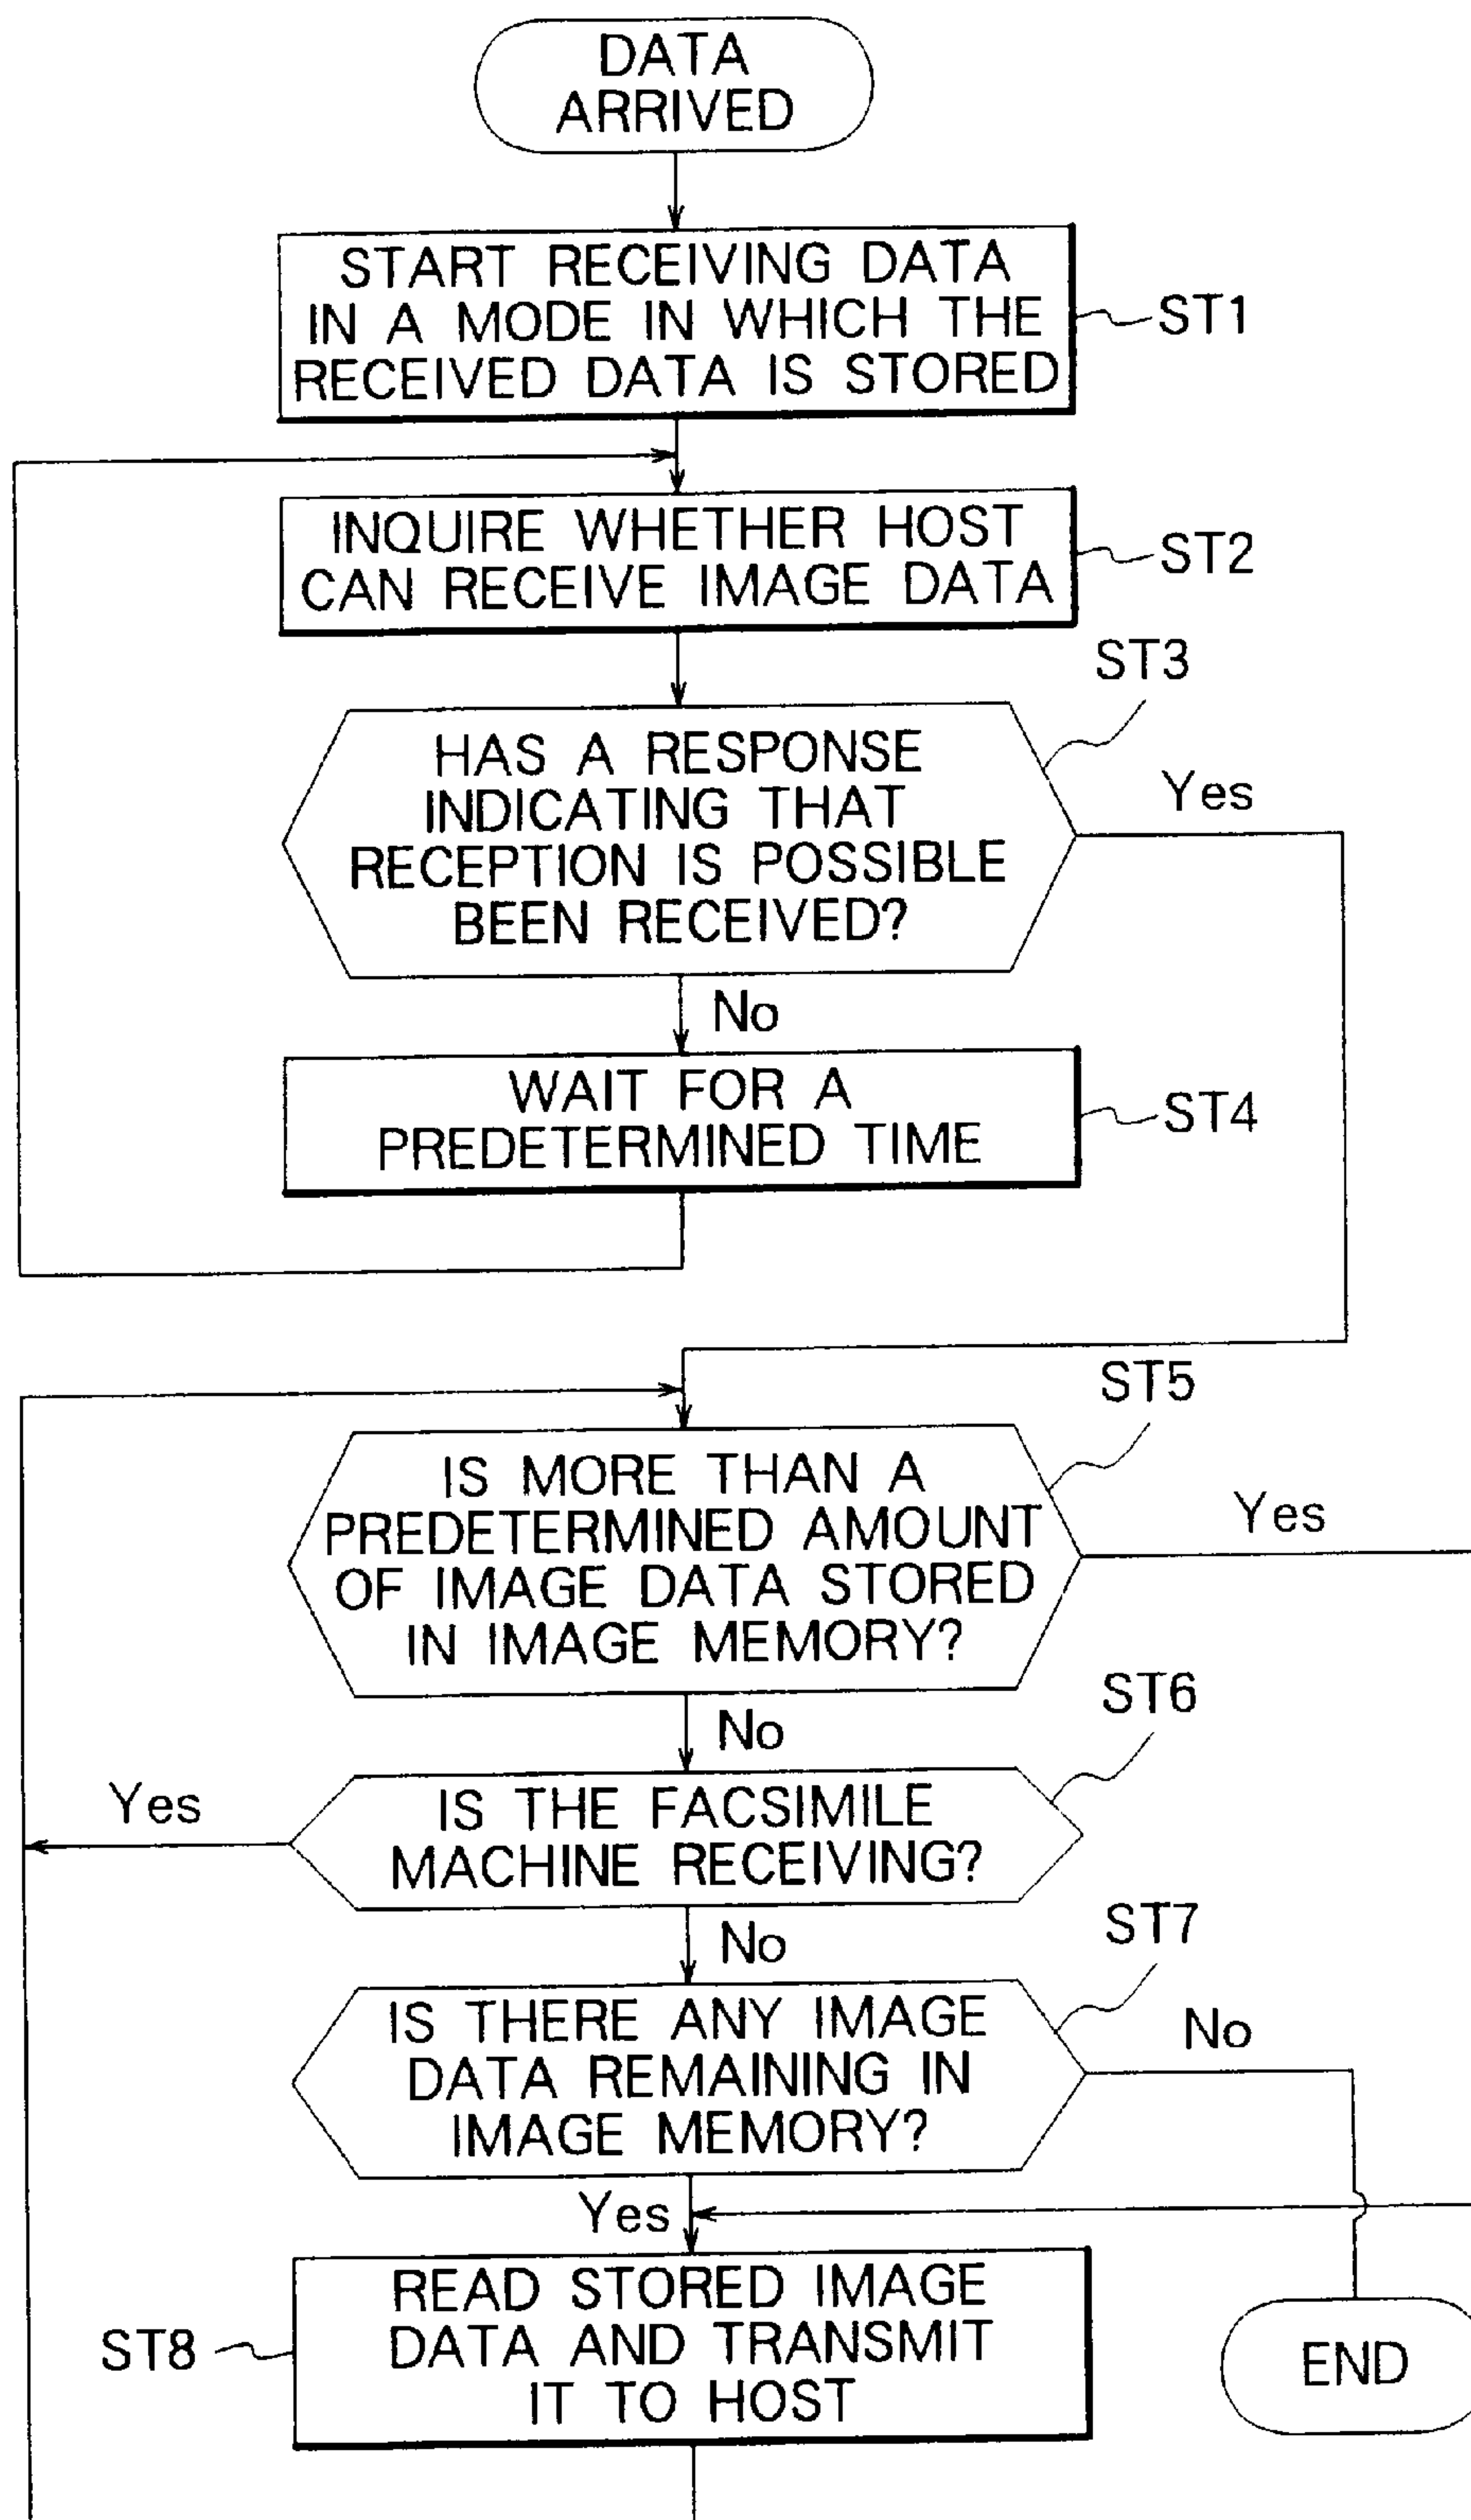 DATA
ARRIVED
START RECEIVING DATA
IN A MODE IN WHICH THE
RECEIVED DATA IS STORED
ST1
INQUIRE WHETHER HOST
CAN RECEIVE IMAGE DATA
ST2
ST3
HAS A RESPONSE
INDICATING THAT
RECEPTION IS POSSIBLE
BEEN RECEIVED?
Yes
No
WAIT FOR A
PREDETERMINED TIME
ST4
ST5
IS MORE THAN A
PREDETERMINED AMOUNT
OF IMAGE DATA STORED
IN IMAGE MEMORY?
Yes
No
ST6
IS THE FACSIMILE
MACHINE RECEIVING?
Yes
No
ST7
IS THERE ANY IMAGE
DATA REMAINING IN
IMAGE MEMORY?
No
Yes
READ STORED IMAGE
DATA AND TRANSMIT
IT TO HOST
ST8
END